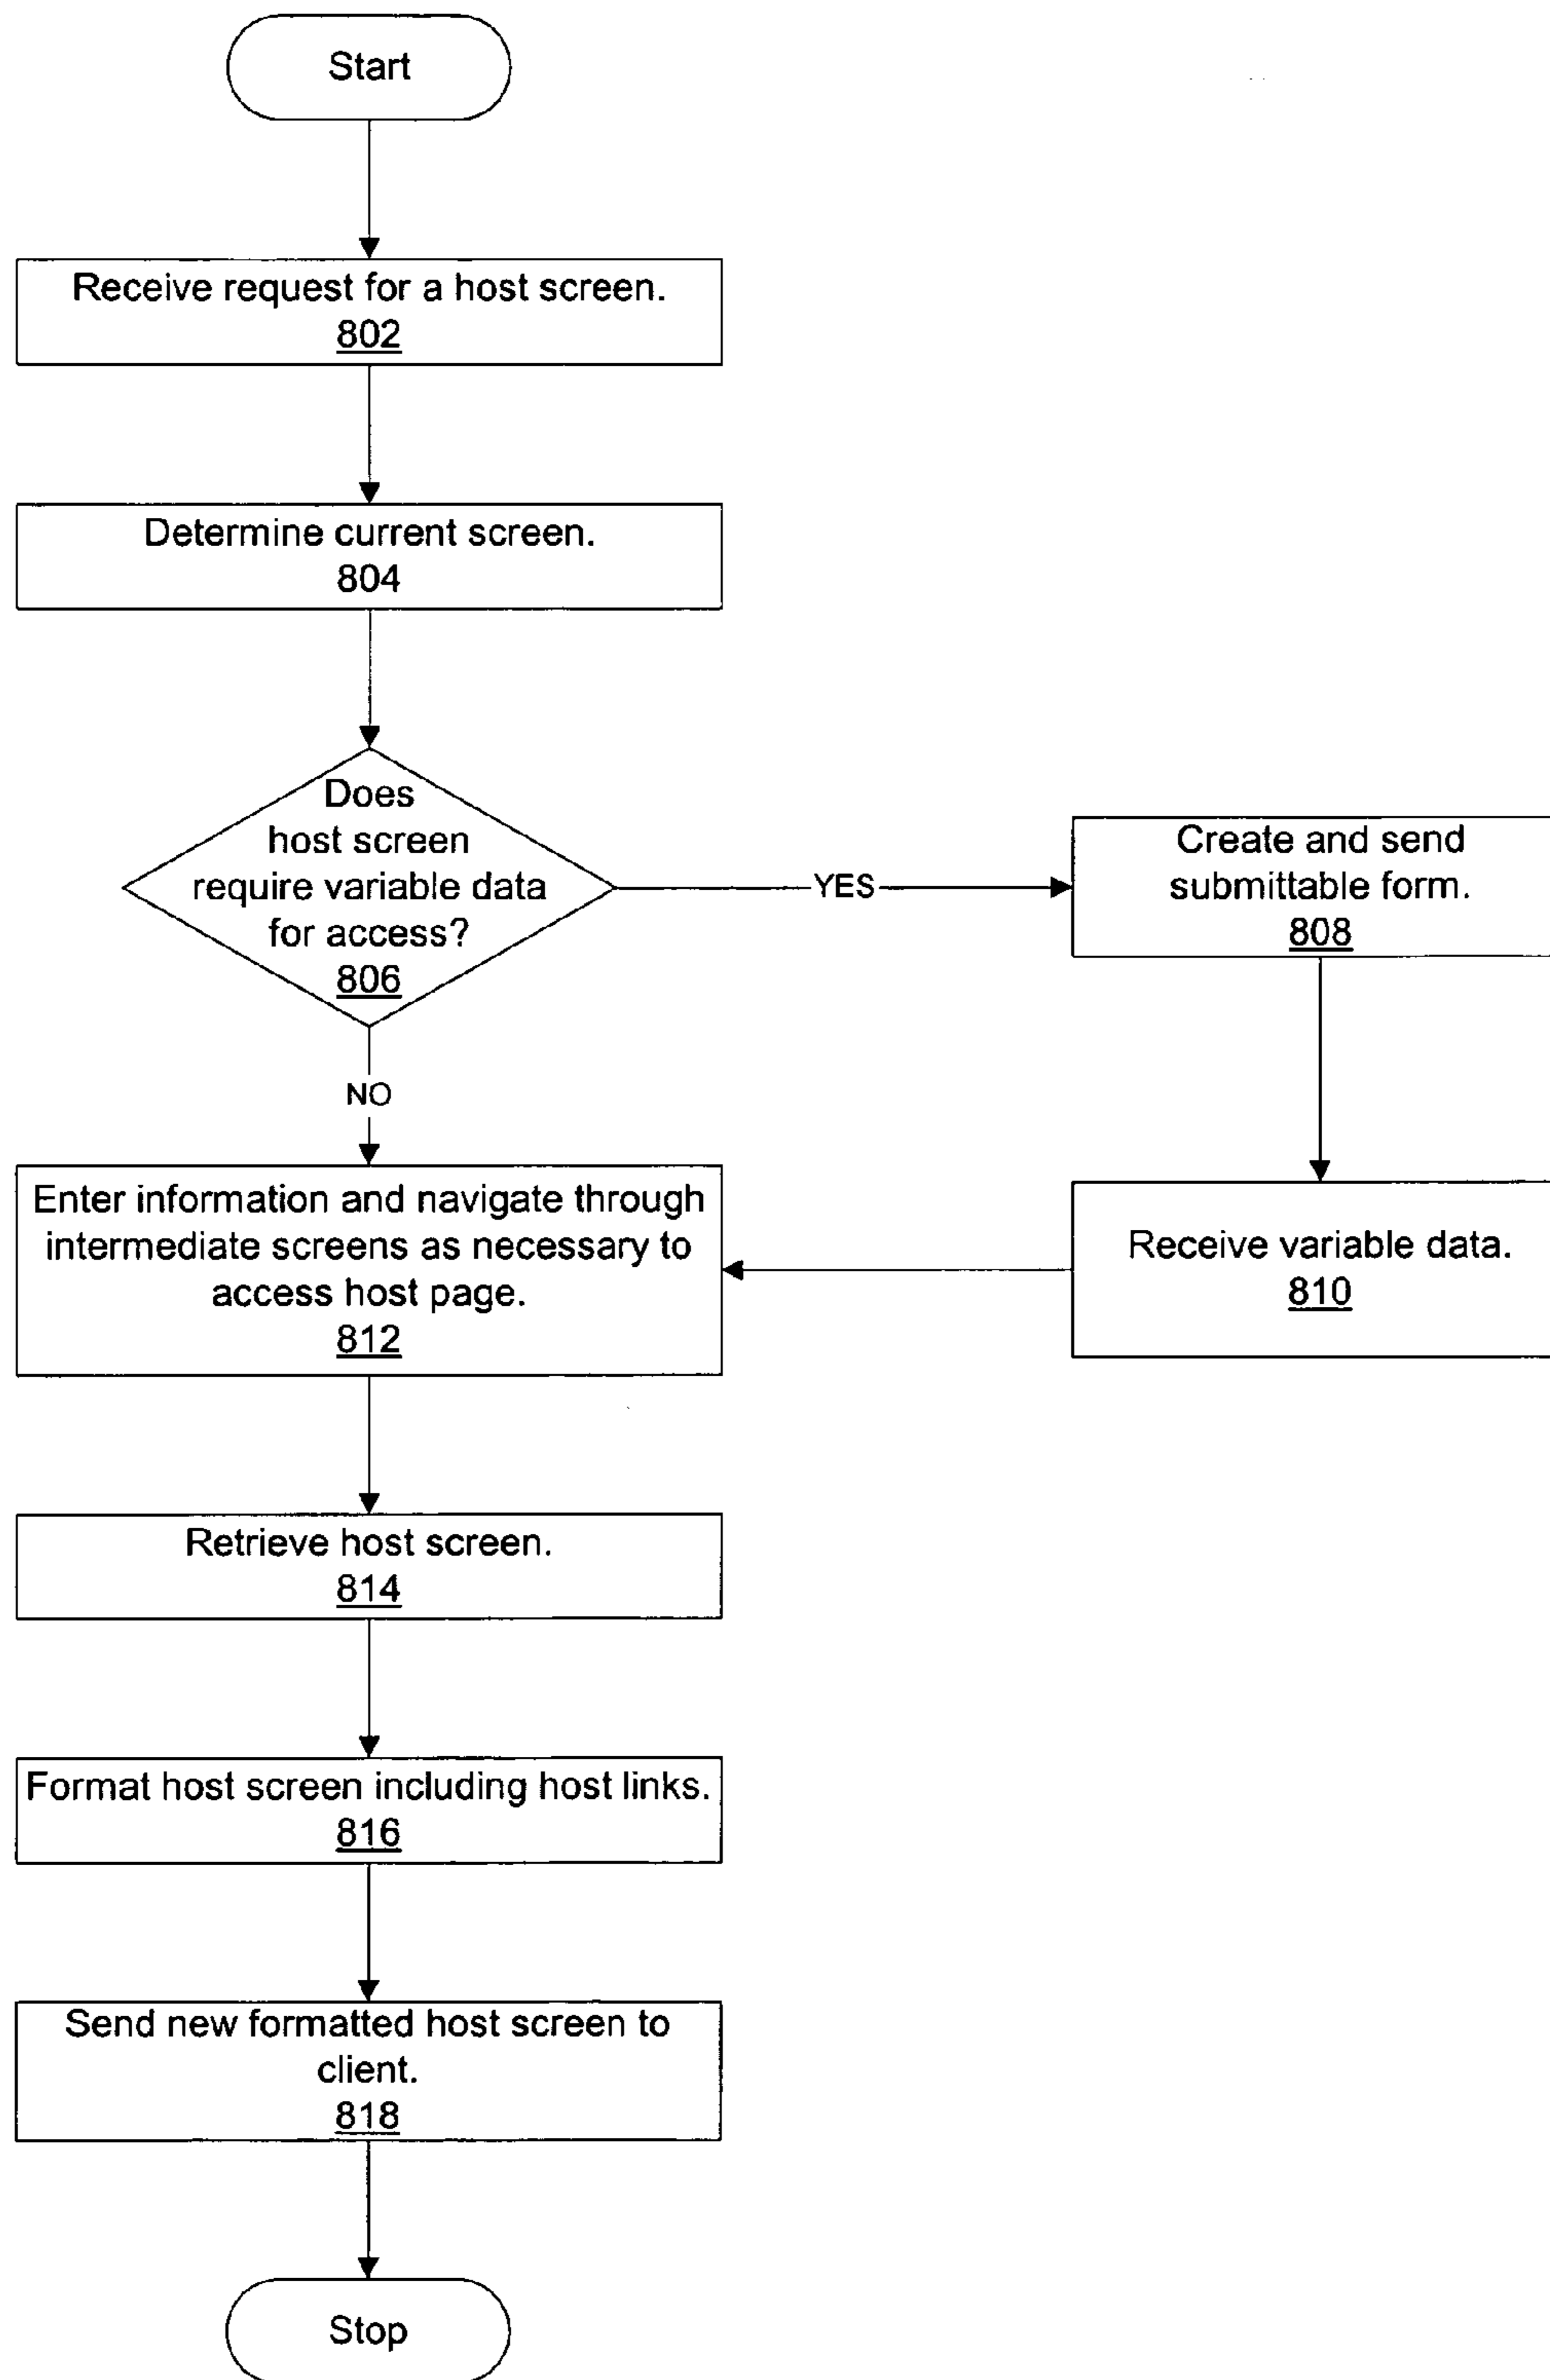 Start
Receive request for a host screen.
802
Determine current screen.
804
Does
host screen
require variable data
for access?
806
YES
Create and send
submittable form.
808
NO
Enter information and navigate through
intermediate screens as necessary to
access host page.
812
Receive variable data.
810
Retrieve host screen.
814
Format host screen including host links.
816
Send new formatted host screen to
client.
818
Stop